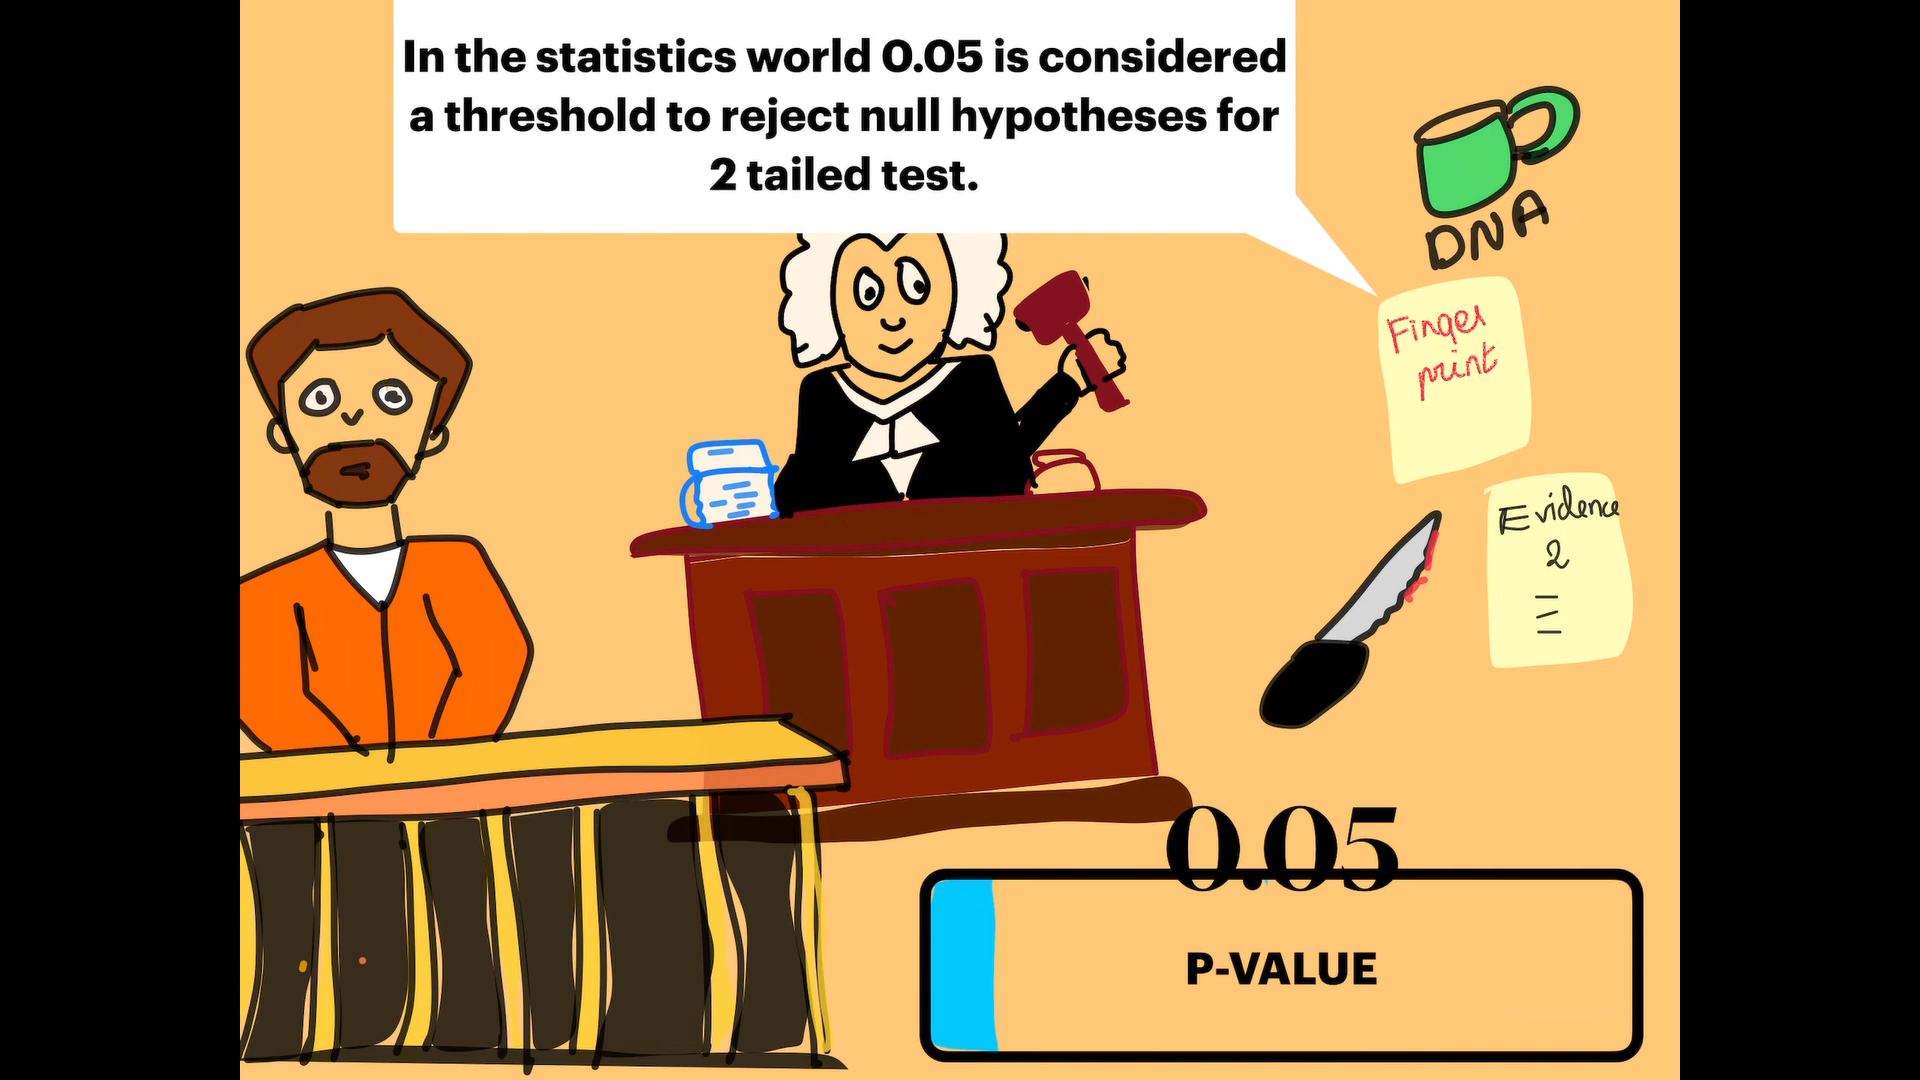 In the statistics world 0.05 is considered
a threshold to reject null hypotheses for
2 tailed test.
DNA
Finger
print
Evidence
2
0.05
P-VALUE